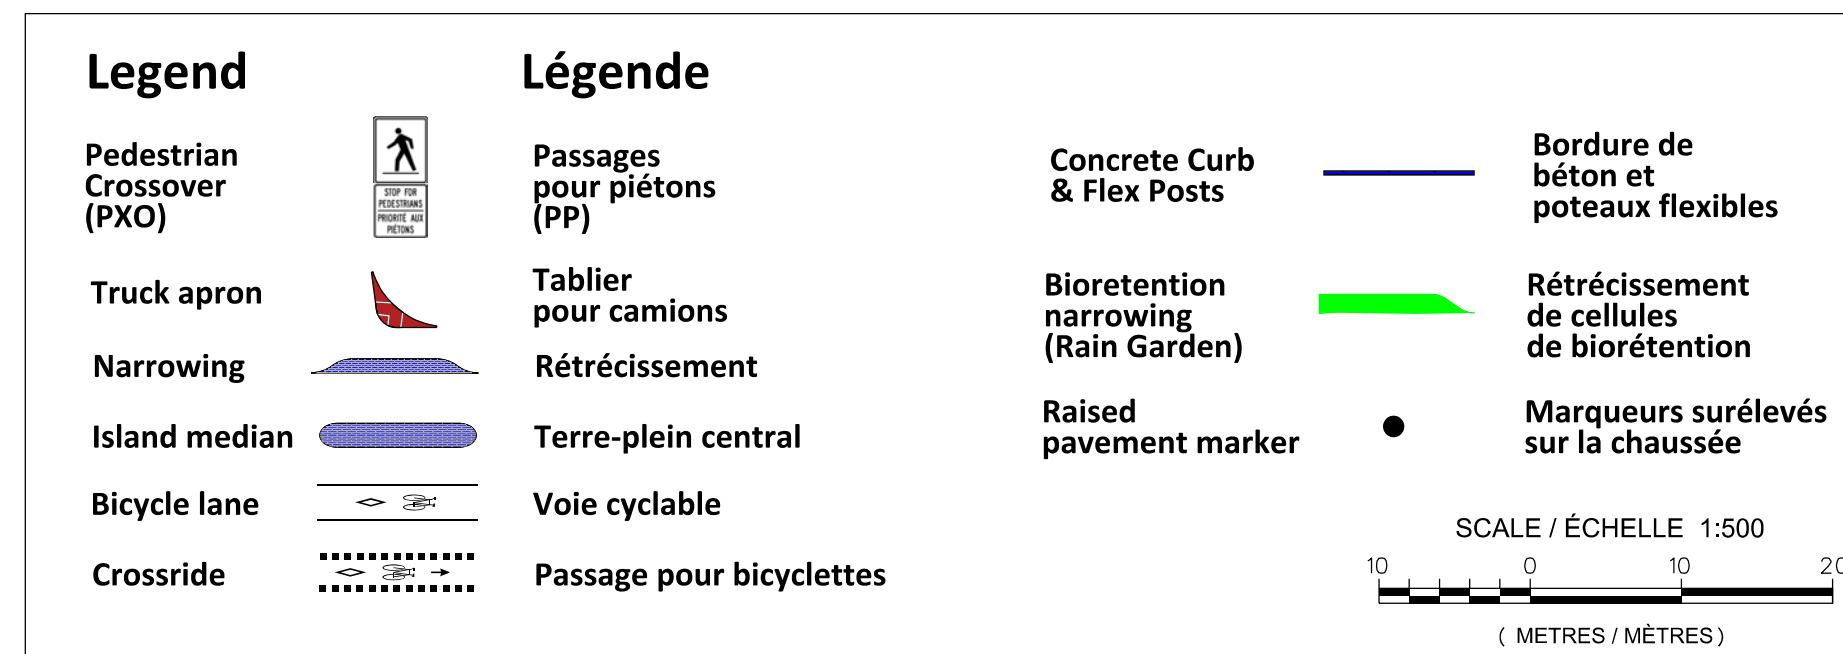 Legend
Légende
Pedestrian
Crossover
(PXO)
STOP FOR
PEDESTRIANS
PRIORITÉ AUX
PIÉTONS
Passages
pour piétons
(PP)
Truck apron
Tablier
pour camions
Narrowing
Rétrécissement
Island median
Terre-plein central
Bicycle lane
Voie cyclable
Crossride
Passage pour bicyclettes
Concrete Curb
& Flex Posts
Bordure de
béton et
poteaux flexibles
Bioretention
narrowing
(Rain Garden)
Rétrécissement
de cellules
de biorétention
Raised
pavement marker
Marqueurs surélevés
sur la chaussée
SCALE / ÉCHELLE 1:500
10 0 10 20
( METRES / MÈTRES )